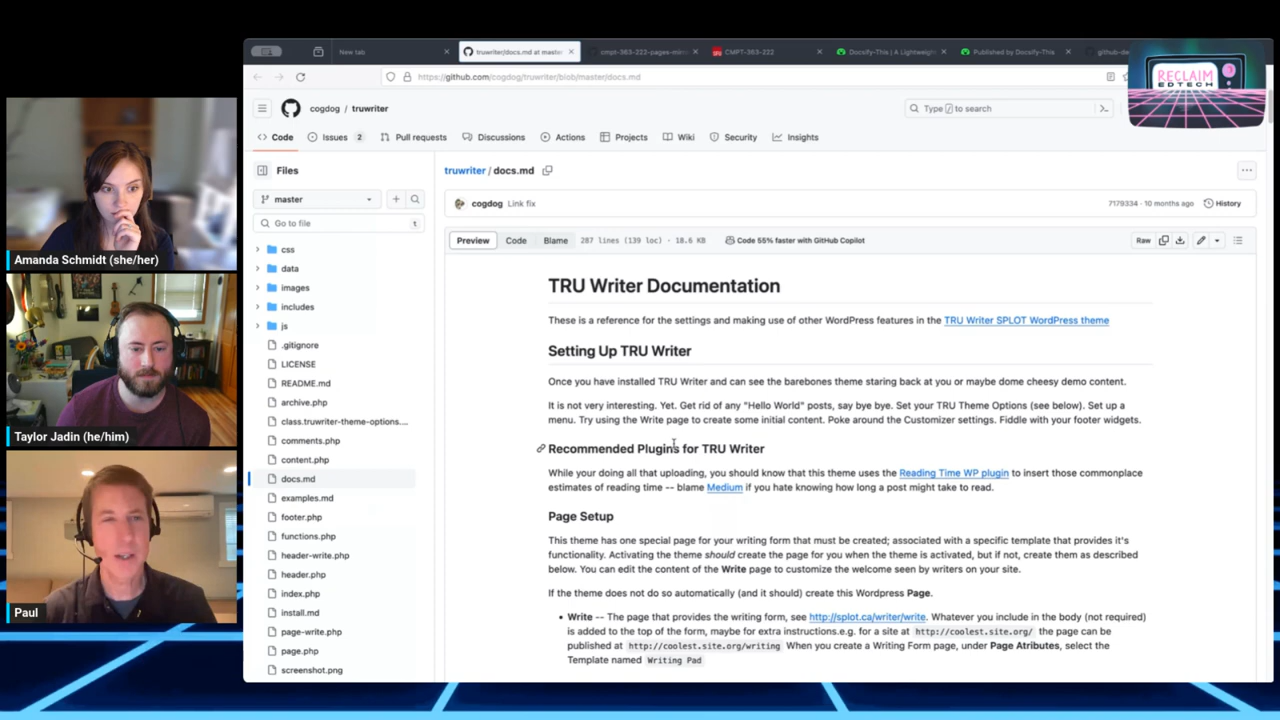 New tab
truwriter/docs.md at master
cmpt-363-222-pages-mini
CMPT-363-222
Docsify-This | A Lightweigh
Published by Docsify-This
github-de
https://github.com/cogdog/truwriter/blob/master/docs.md
RECLAIM
EDTECH
cogdog / truwriter
Type / to search
Code
Issues 2
Pull requests
Discussions
Actions
Projects
Wiki
Security
Insights
Files
master
Go to file
t
css
data
images
includes
js
.gitignore
LICENSE
README.md
archive.php
class.truwriter-theme-options....
comments.php
content.php
docs.md
examples.md
footer.php
functions.php
header-write.php
header.php
index.php
install.md
page-write.php
page.php
screenshot.png
truwriter / docs.md
cogdog Link fix
7179334 · 10 months ago
History
Preview
Code
Blame
287 lines (139 loc) · 18.6 KB
Code 55% faster with GitHub Copilot
Raw
TRU Writer Documentation
These is a reference for the settings and making use of other WordPress features in the TRU Writer SPLOT WordPress theme
Setting Up TRU Writer
Once you have installed TRU Writer and can see the barebones theme staring back at you or maybe dome cheesy demo content.
It is not very interesting. Yet. Get rid of any "Hello World" posts, say bye bye. Set your TRU Theme Options (see below). Set up a
menu. Try using the Write page to create some initial content. Poke around the Customizer settings. Fiddle with your footer widgets.
Recommended Plugins for TRU Writer
While your doing all that uploading, you should know that this theme uses the Reading Time WP plugin to insert those commonplace
estimates of reading time -- blame Medium if you hate knowing how long a post might take to read.
Page Setup
This theme has one special page for your writing form that must be created; associated with a specific template that provides it's
functionality. Activating the theme should create the page for you when the theme is activated, but if not, create them as described
below. You can edit the content of the Write page to customize the welcome seen by writers on your site.
If the theme does not do so automatically (and it should) create this Wordpress Page.
• Write -- The page that provides the writing form, see http://splot.ca/writer/write. Whatever you include in the body (not required)
is added to the top of the form, maybe for extra instructions.e.g. for a site at http://coolest.site.org/ the page can be
published at http://coolest.site.org/writing When you create a Writing Form page, under Page Atributes, select the
Template named Writing Pad
Amanda Schmidt (she/her)
Taylor Jadin (he/him)
Paul